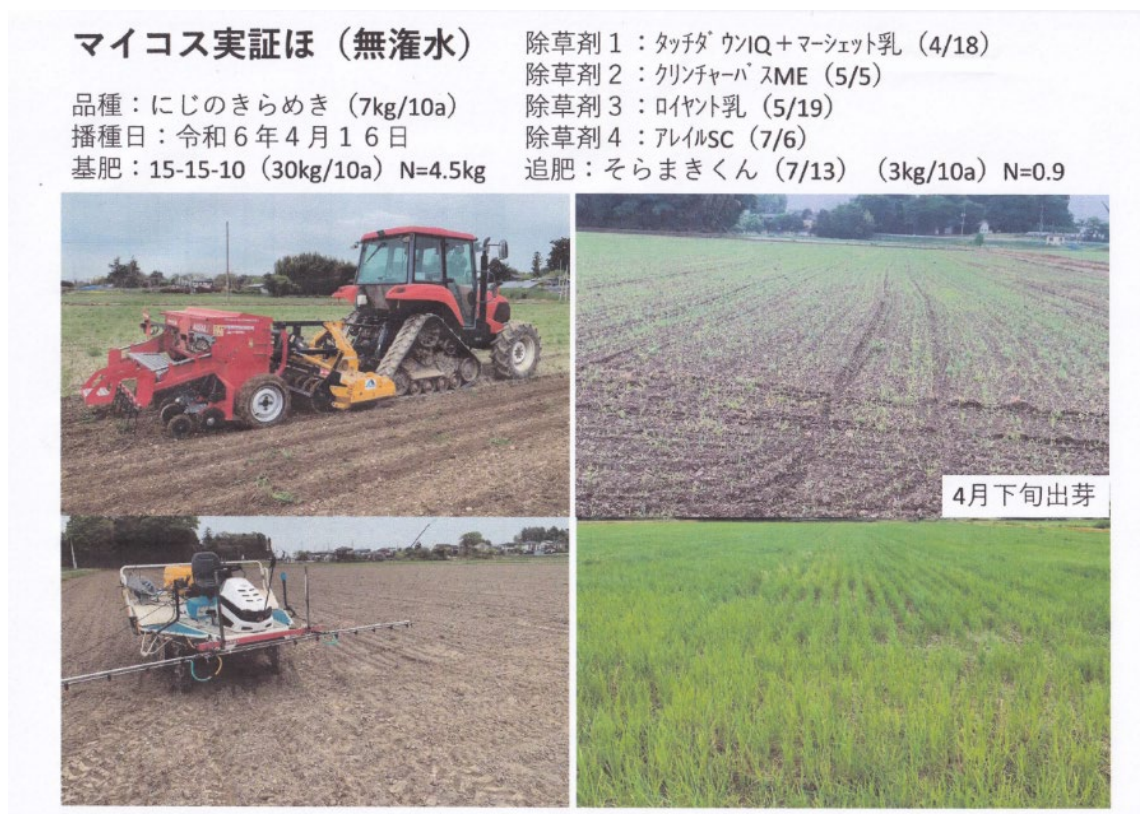 マイコス実証ほ（無潅水）
品種：にじのきらめき（7kg/10a）
播種日：令和６年４月１６日
基肥：15-15-10（30kg/10a）N=4.5kg
除草剤１：ﾀｯﾁﾀﾞｳﾝIQ＋ﾏｰｼｪｯﾄ乳（4/18）
除草剤２：ｸﾘﾝﾁｬｰﾊﾞｽME（5/5）
除草剤３：ﾛｲﾔﾝﾄ乳（5/19）
除草剤４：ｱﾚｲﾙSC（7/6）
追肥：そらまきくん（7/13）（3kg/10a）N=0.9
4月下旬出芽